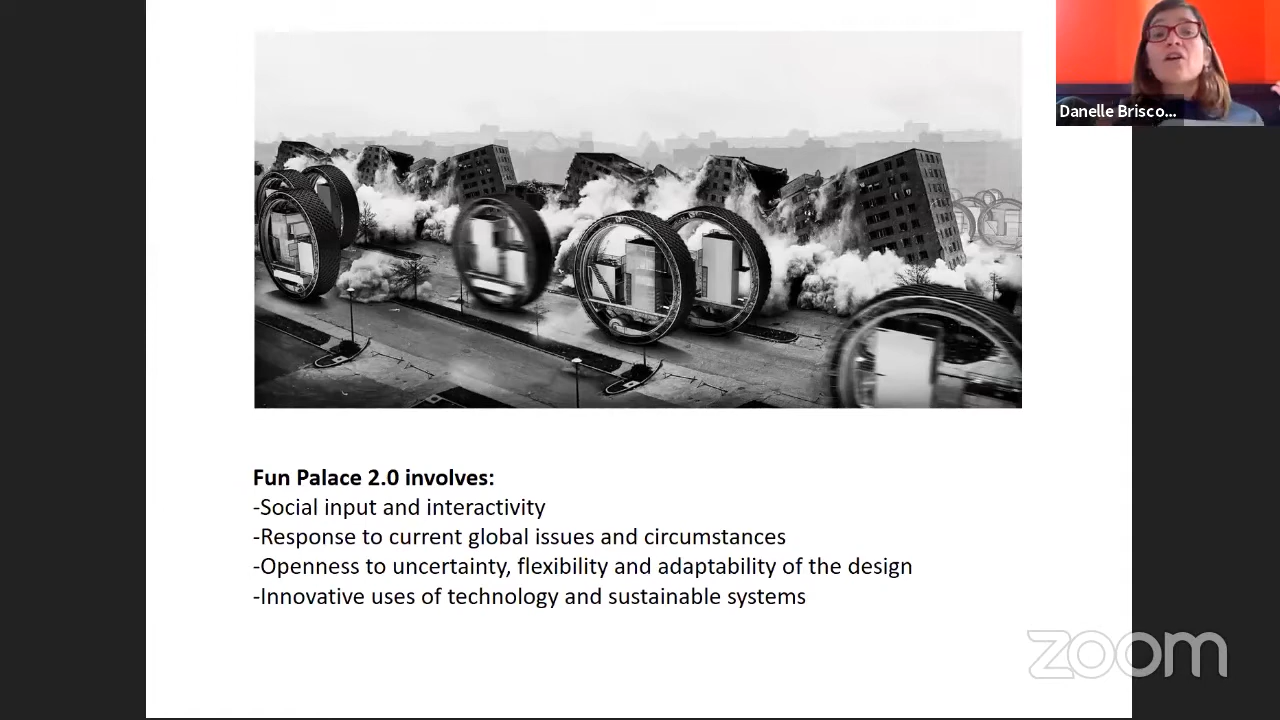 Danelle Brisco...
Fun Palace 2.0 involves:
-Social input and interactivity
-Response to current global issues and circumstances
-Openness to uncertainty, flexibility and adaptability of the design
-Innovative uses of technology and sustainable systems
zoom